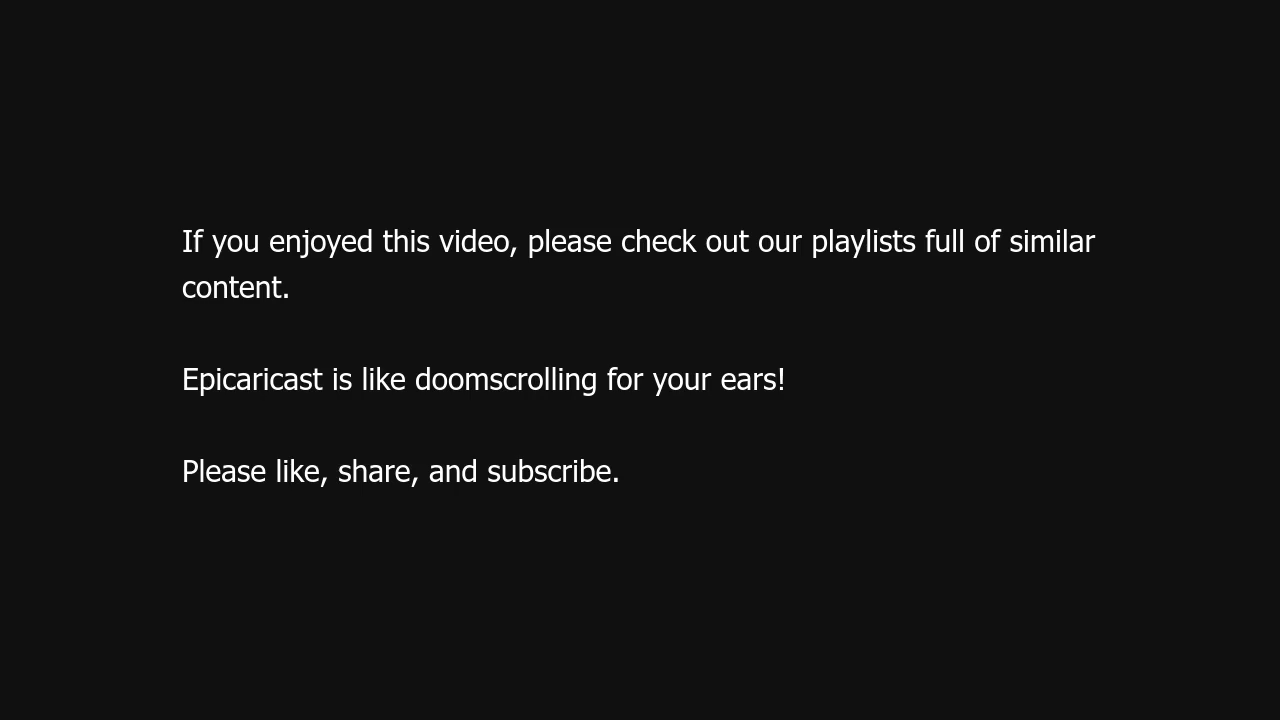 If you enjoyed this video, please check out our playlists full of similar
content.
Epicaricast is like doomscrolling for your ears!
Please like, share, and subscribe.